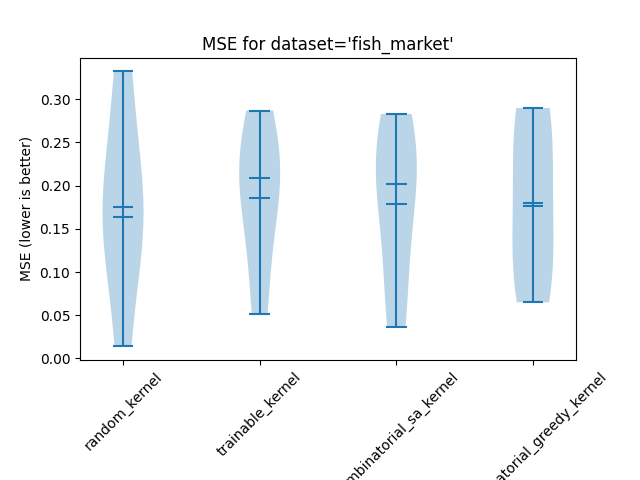 MSE for dataset='fish_market'
MSE (lower is better)
0.30
0.25
0.20
0.15
0.10
0.05
0.00
random_kernel
trainable_kernel
mbinatorial_sa_kernel
atorial_greedy_kernel